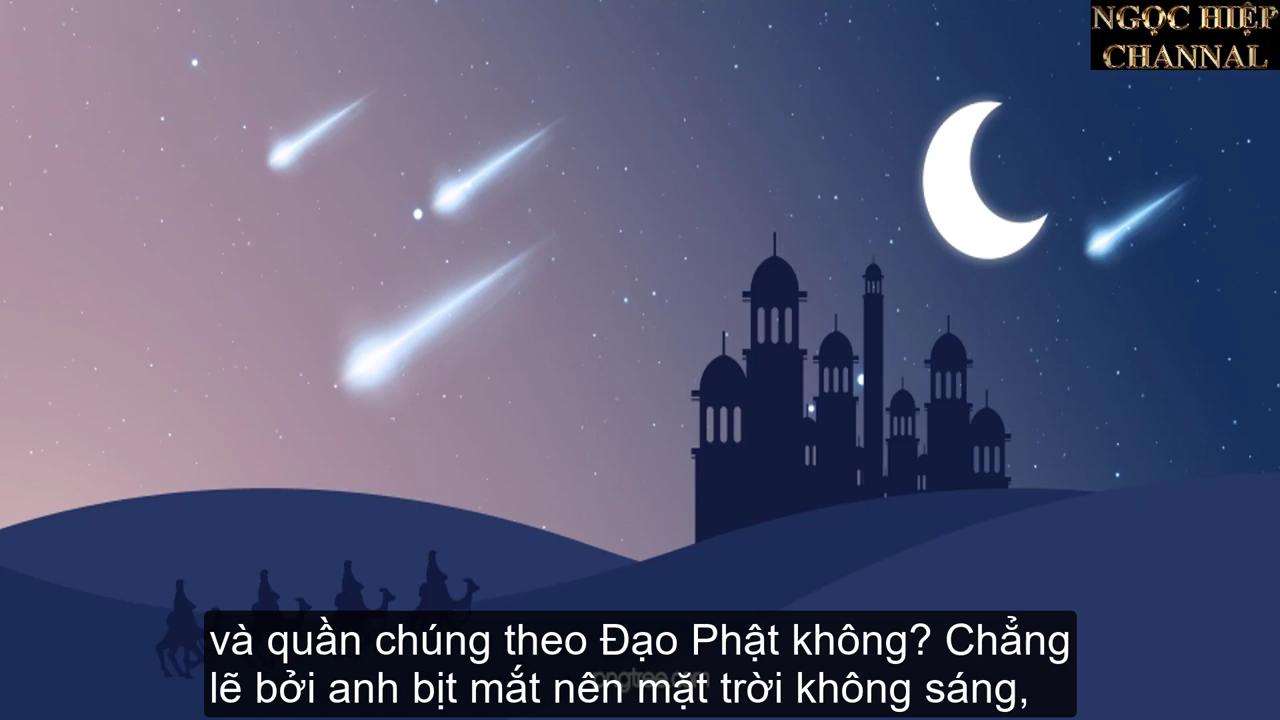 NGỌC HIỆP
CHANNAL
và quần chúng theo Đạo Phật không? Chẳng
lẽ bởi anh bịt mắt nên mặt trời không sáng,